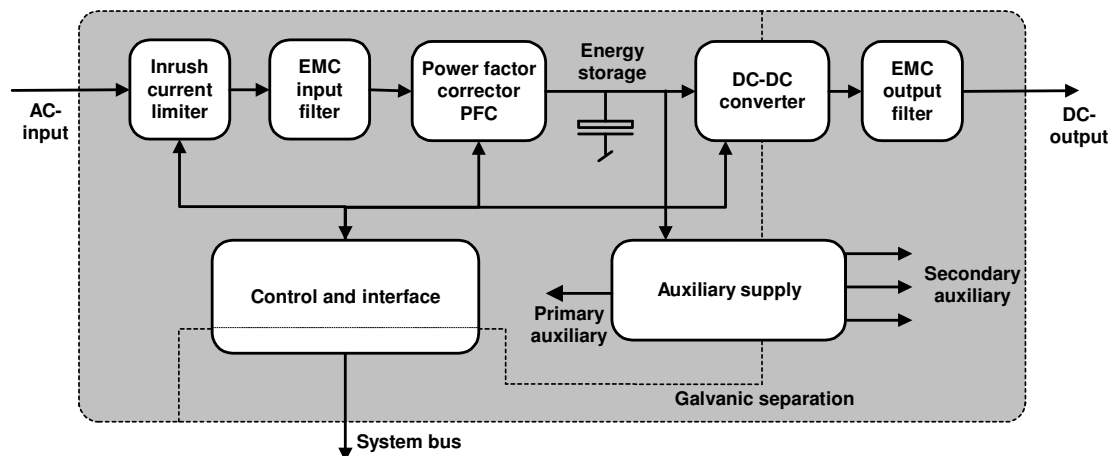 Inrush
current
limiter
EMC
input
filter
Power factor
corrector
PFC
Energy
storage
DC-DC
converter
EMC
output
filter
AC-
input
DC-
output
Control and interface
Auxiliary supply
Primary
auxiliary
Secondary
auxiliary
Galvanic separation
System bus